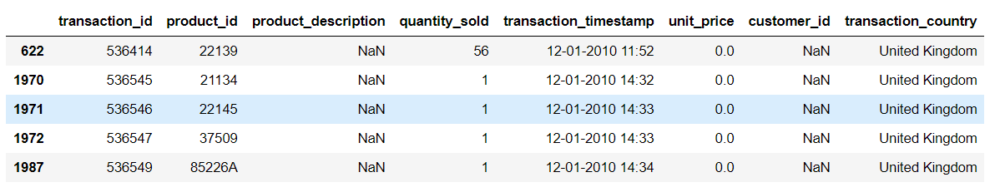 transaction_id product_id product_description quantity_sold transaction_timestamp unit_price customer_id transaction_country
622 536414 22139 NaN 56 12-01-2010 11:52 0.0 NaN United Kingdom
1970 536545 21134 NaN 1 12-01-2010 14:32 0.0 NaN United Kingdom
1971 536546 22145 NaN 1 12-01-2010 14:33 0.0 NaN United Kingdom
1972 536547 37509 NaN 1 12-01-2010 14:33 0.0 NaN United Kingdom
1987 536549 85226A NaN 1 12-01-2010 14:34 0.0 NaN United Kingdom